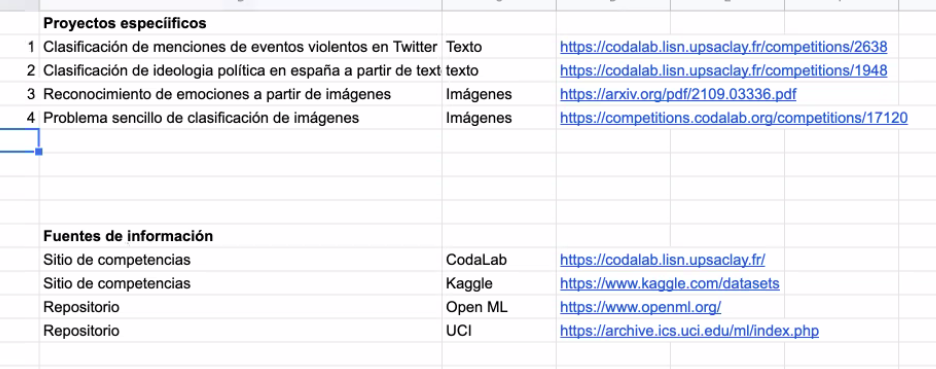 Proyectos especíificos
1 Clasificación de menciones de eventos violentos en Twitter Texto https://codalab.lisn.upsaclay.fr/competitions/2638
2 Clasificación de ideologia política en españa a partir de text texto https://codalab.lisn.upsaclay.fr/competitions/1948
3 Reconocimiento de emociones a partir de imágenes Imágenes https://arxiv.org/pdf/2109.03336.pdf
4 Problema sencillo de clasificación de imágenes Imágenes https://competitions.codalab.org/competitions/17120
Fuentes de información
Sitio de competencias CodaLab https://codalab.lisn.upsaclay.fr/
Sitio de competencias Kaggle https://www.kaggle.com/datasets
Repositorio Open ML https://www.openml.org/
Repositorio UCI https://archive.ics.uci.edu/ml/index.php